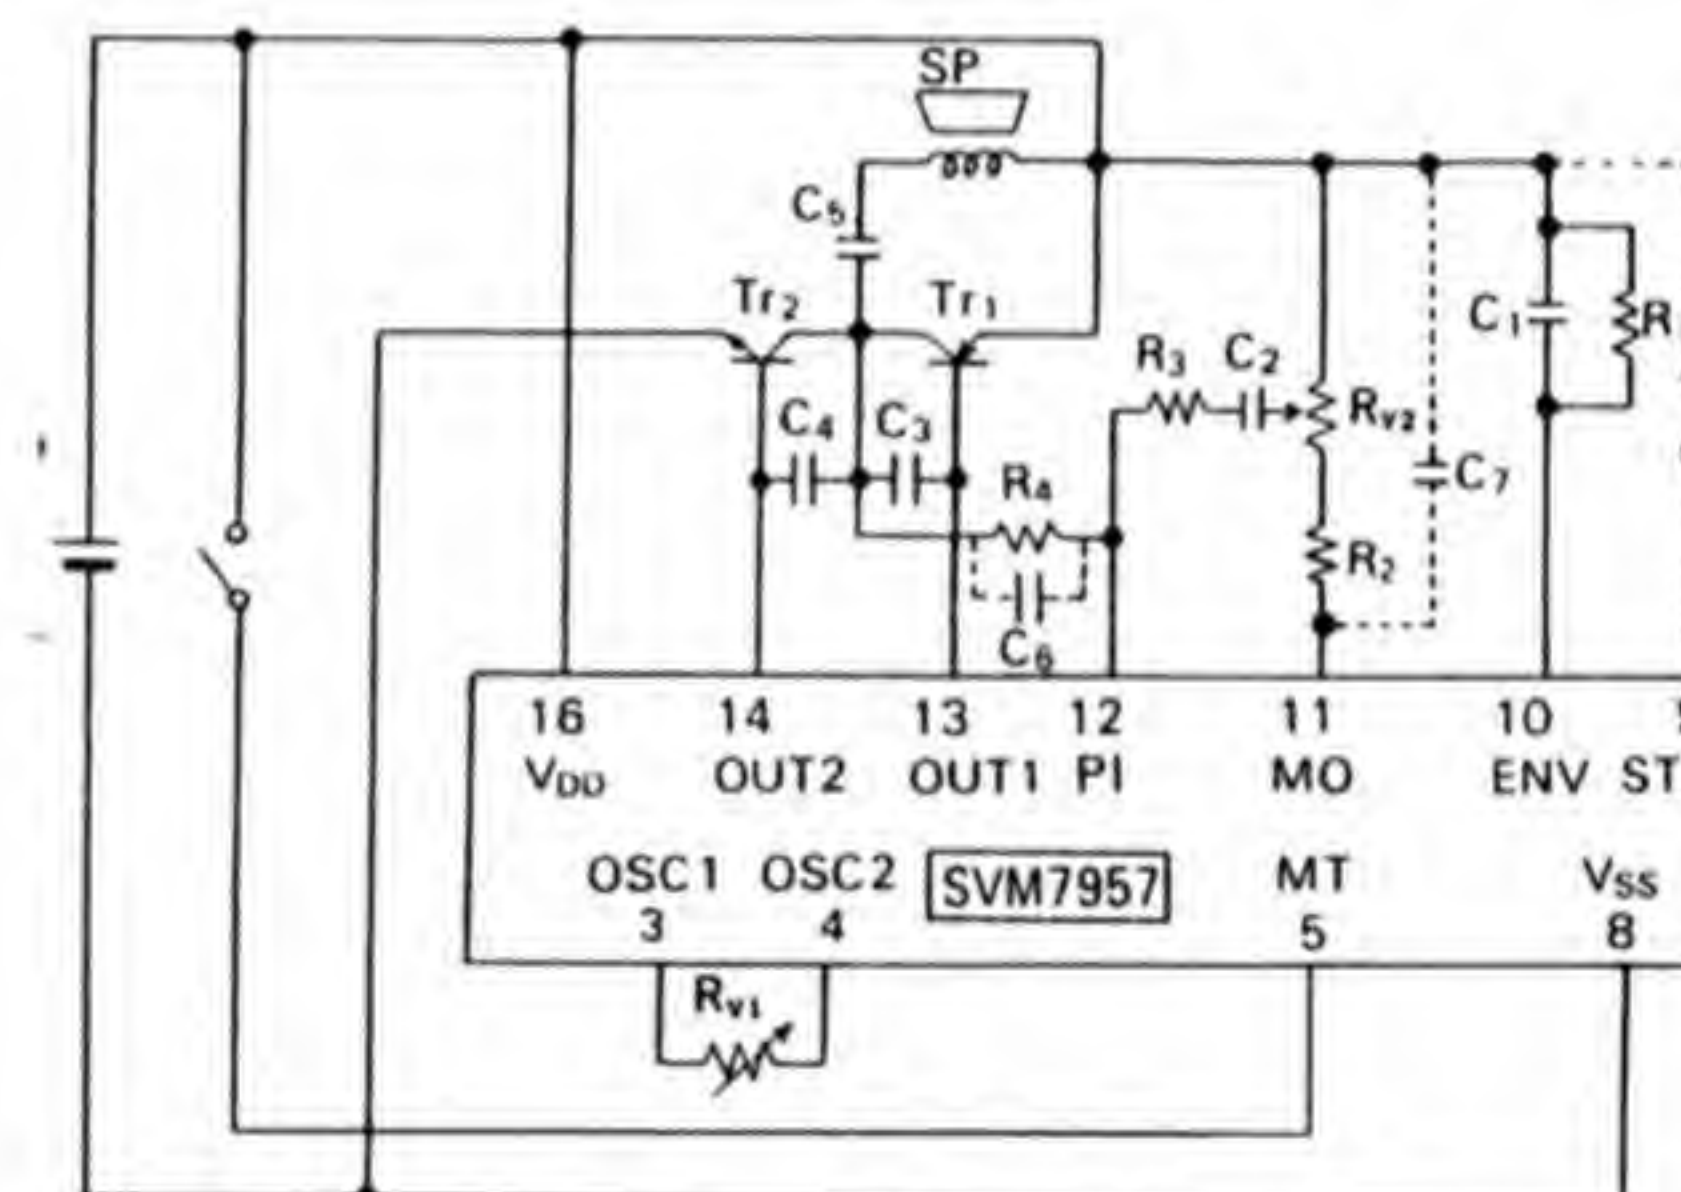 SP
C5
Tr2 Tr1
C1 R
R3 C2
Rv2
C4 C3
R4
C7
R2
C6
16 14 13 12 11 10
VDD OUT2 OUT1 PI MO ENV ST
OSC1 OSC2 SVM7957 MT VSS
3 4 5 8
Rv1